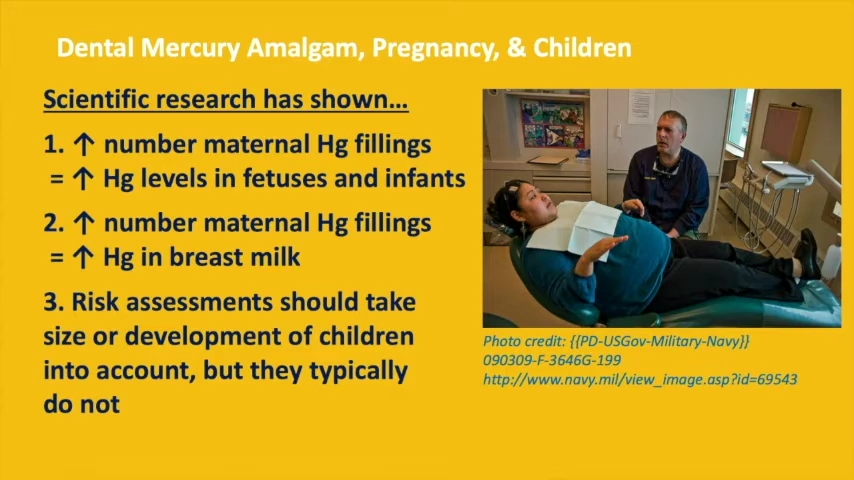 Dental Mercury Amalgam, Pregnancy, & Children
Scientific research has shown...
1. ↑ number maternal Hg fillings
= ↑ Hg levels in fetuses and infants
2. ↑ number maternal Hg fillings
= ↑ Hg in breast milk
3. Risk assessments should take
size or development of children
into account, but they typically
do not
Photo credit: {{PD-USGov-Military-Navy}}
090309-F-3646G-199
http://www.navy.mil/view_image.asp?id=69543